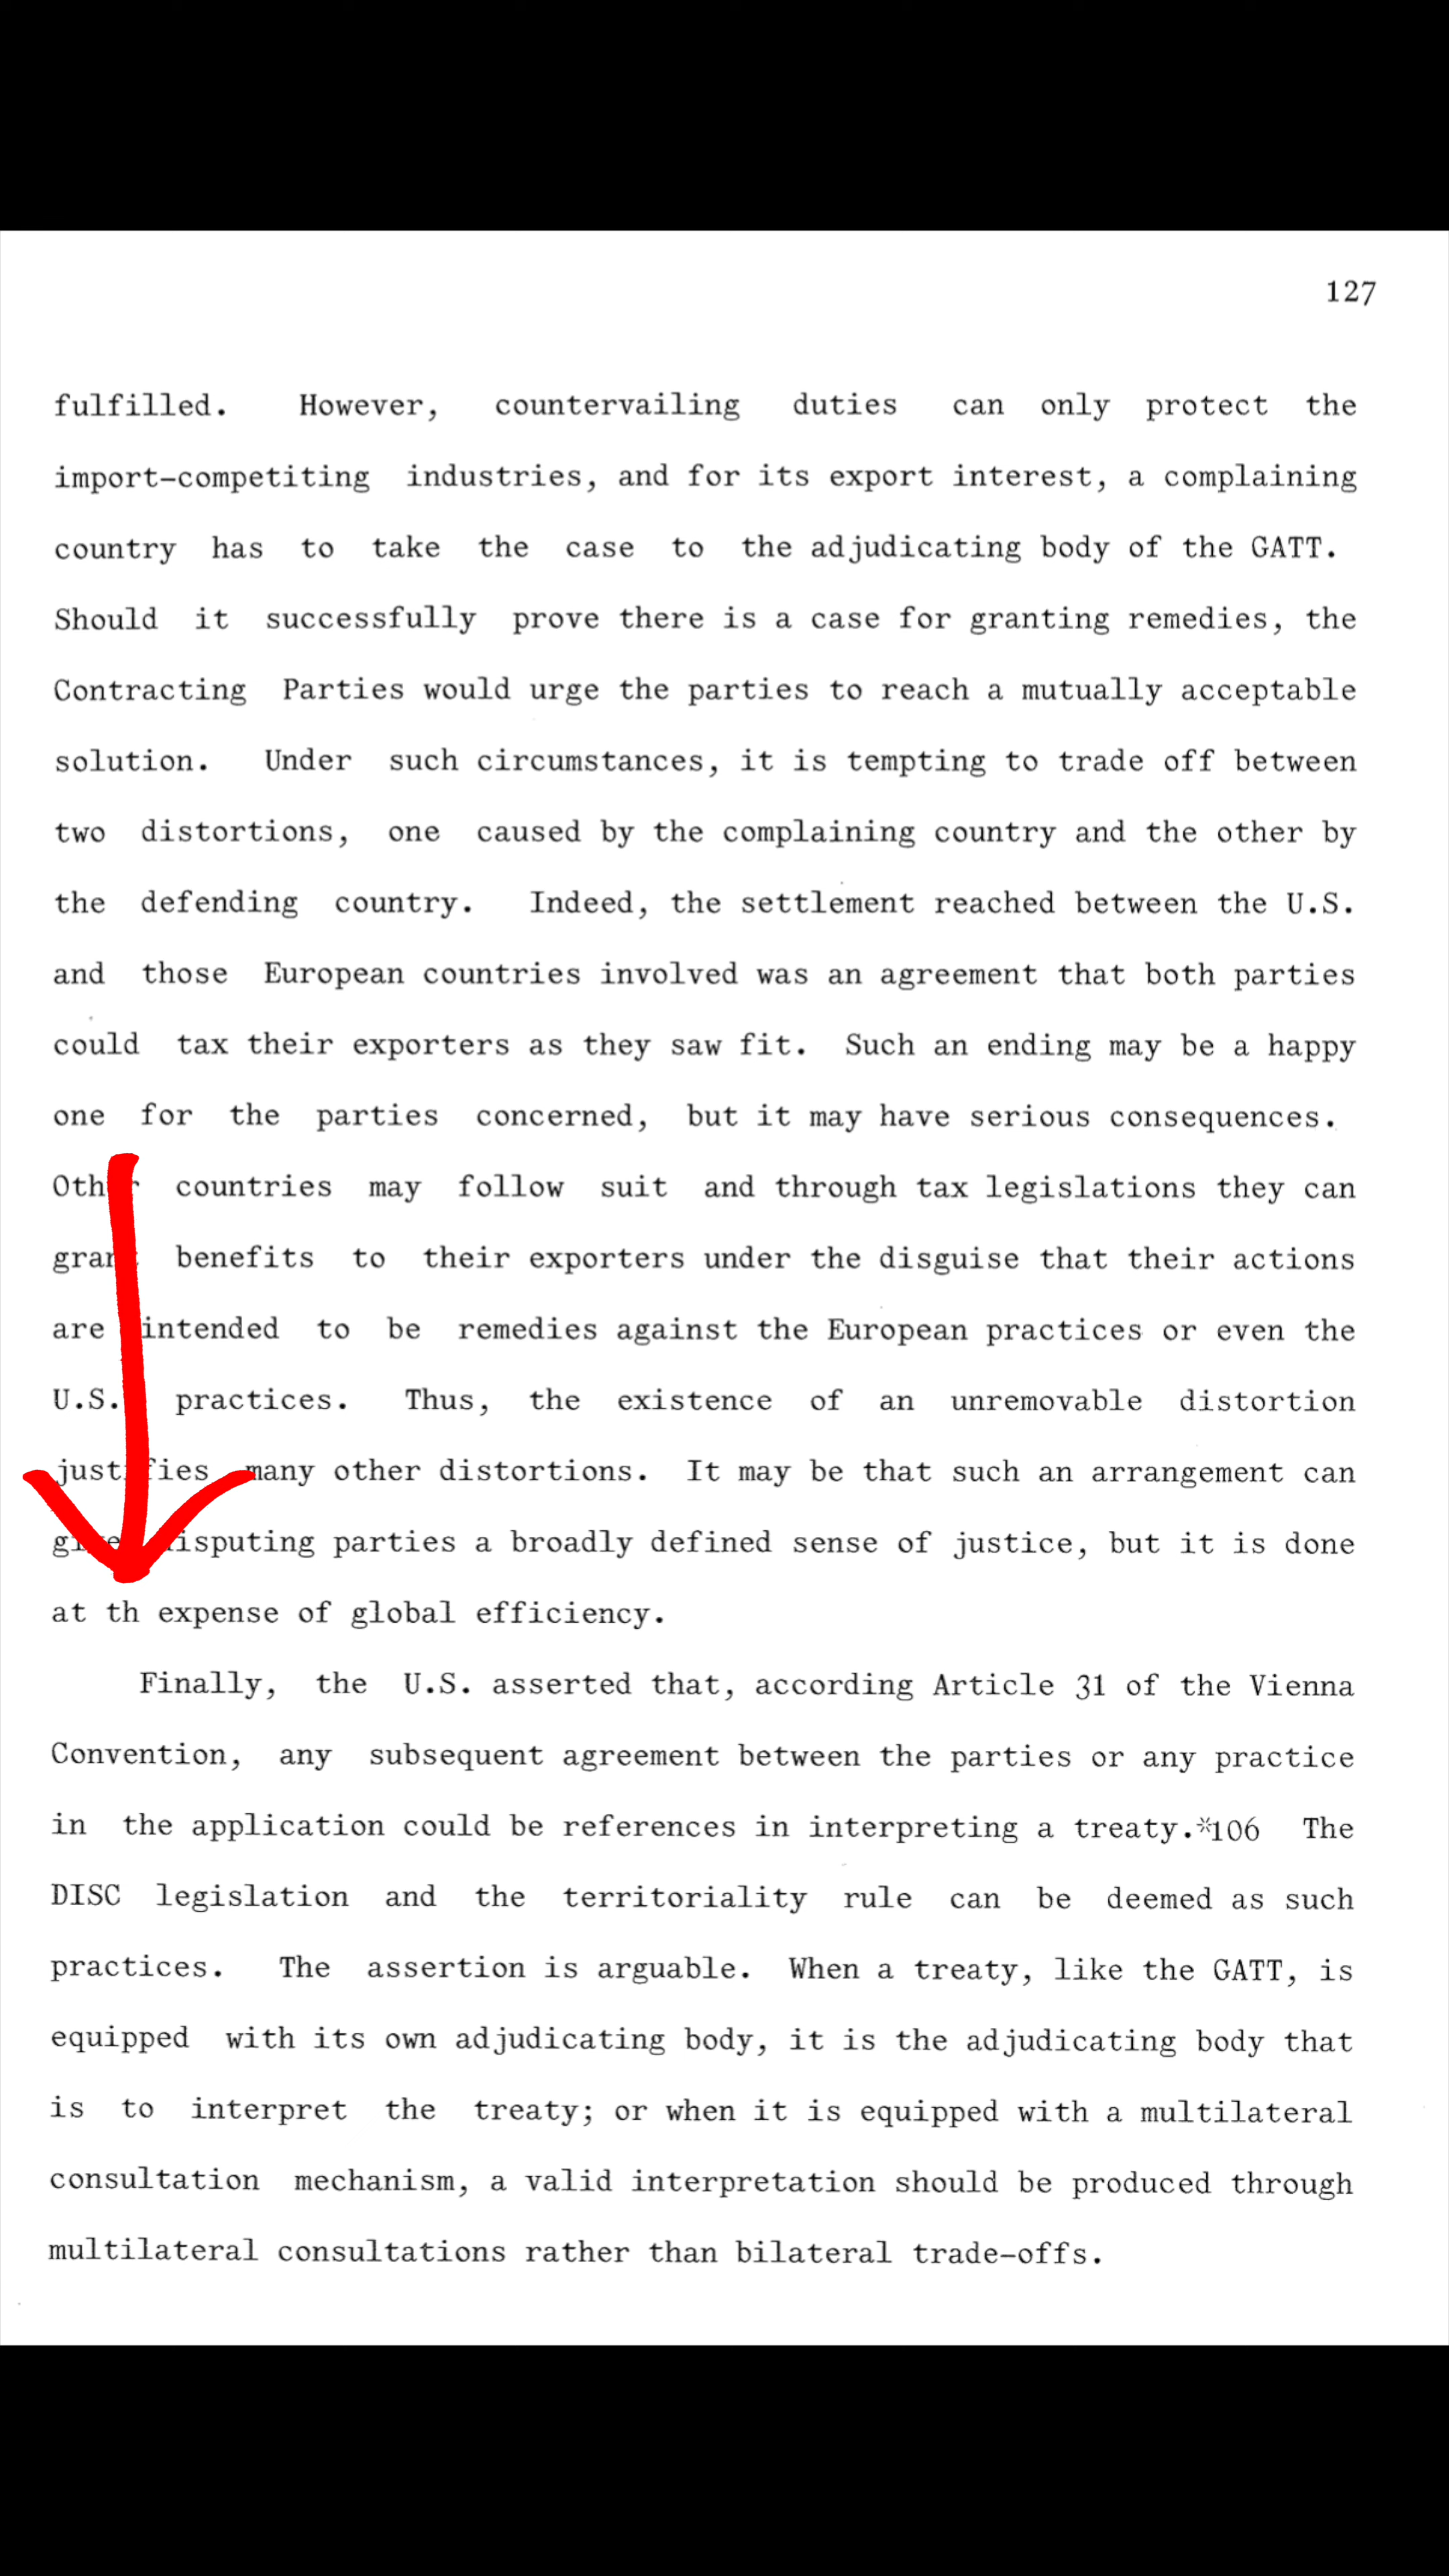 127
fulfilled. However, countervailing duties can only protect the
import-competiting industries, and for its export interest, a complaining
country has to take the case to the adjudicating body of the GATT.
Should it successfully prove there is a case for granting remedies, the
Contracting Parties would urge the parties to reach a mutually acceptable
solution. Under such circumstances, it is tempting to trade off between
two distortions, one caused by the complaining country and the other by
the defending country. Indeed, the settlement reached between the U.S.
and those European countries involved was an agreement that both parties
could tax their exporters as they saw fit. Such an ending may be a happy
one for the parties concerned, but it may have serious consequences.
Other countries may follow suit and through tax legislations they can
grant benefits to their exporters under the disguise that their actions
are intended to be remedies against the European practices or even the
U.S. practices. Thus, the existence of an unremovable distortion
justifies many other distortions. It may be that such an arrangement can
disputing parties a broadly defined sense of justice, but it is done
at th expense of global efficiency.
Finally, the U.S. asserted that, according Article 31 of the Vienna
Convention, any subsequent agreement between the parties or any practice
in the application could be references in interpreting a treaty.*106 The
DISC legislation and the territoriality rule can be deemed as such
practices. The assertion is arguable. When a treaty, like the GATT, is
equipped with its own adjudicating body, it is the adjudicating body that
is to interpret the treaty; or when it is equipped with a multilateral
consultation mechanism, a valid interpretation should be produced through
multilateral consultations rather than bilateral trade-offs.